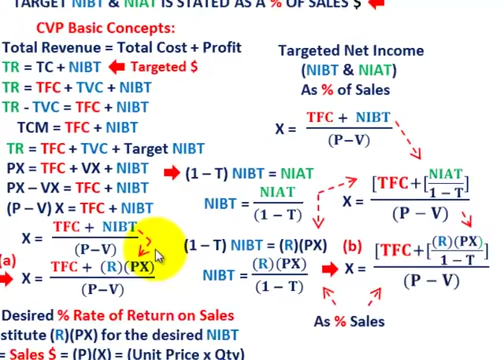 TARGET NIBT & NIAT IS STATED AS A % OF SALES $
CVP Basic Concepts:
Total Revenue = Total Cost + Profit
TR = TC + NIBT Targeted $
TR = TFC + TVC + NIBT
TR - TVC = TFC + NIBT
TCM = TFC + NIBT
TR = TFC + TVC + Target NIBT
PX = TFC + VX + NIBT
PX – VX = TFC + NIBT
(P – V) X = TFC + NIBT
X = TFC + NIBT / (P–V)
(a)
X = TFC + (R)(PX) / (P–V)
Desired % Rate of Return on Sales
stitute (R)(PX) for the desired NIBT
= Sales $ = (P)(X) = (Unit Price x Qty)
(1 – T) NIBT = NIAT
NIBT = NIAT / (1 – T)
(1 – T) NIBT = (R)(PX)
NIBT = (R)(PX) / (1 – T)
Targeted Net Income
(NIBT & NIAT)
As % of Sales
X = TFC + NIBT / (P–V)
X = [TFC+[NIAT / 1 – T] / (P – V)
(b)
X = [TFC+[(R)(PX) / 1 – T] / (P – V)
As % Sales